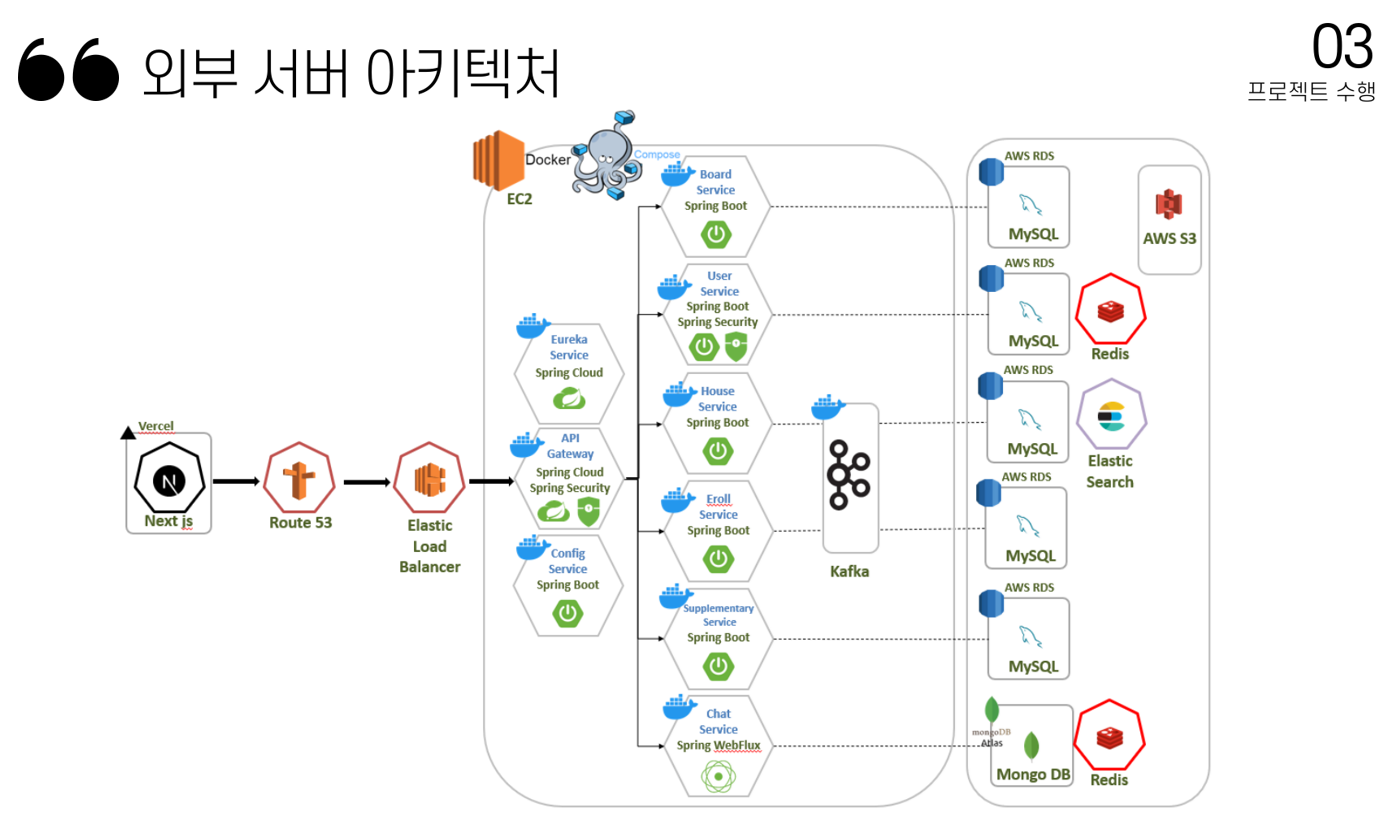 외부 서버 아키텍처
03
프로젝트 수행
EC2
Docker
Compose
Vercel
N
Next js
Route 53
Elastic
Load
Balancer
Eureka
Service
Spring Cloud
API
Gateway
Spring Cloud
Spring Security
Config
Service
Spring Boot
Board
Service
Spring Boot
User
Service
Spring Boot
Spring Security
House
Service
Spring Boot
Eroll
Service
Spring Boot
Supplementary
Service
Spring Boot
Chat
Service
Spring WebFlux
Kafka
AWS RDS
MySQL
AWS S3
AWS RDS
MySQL
Redis
AWS RDS
MySQL
Elastic
Search
AWS RDS
MySQL
AWS RDS
MySQL
mongoDB
Atlas
Mongo DB
Redis